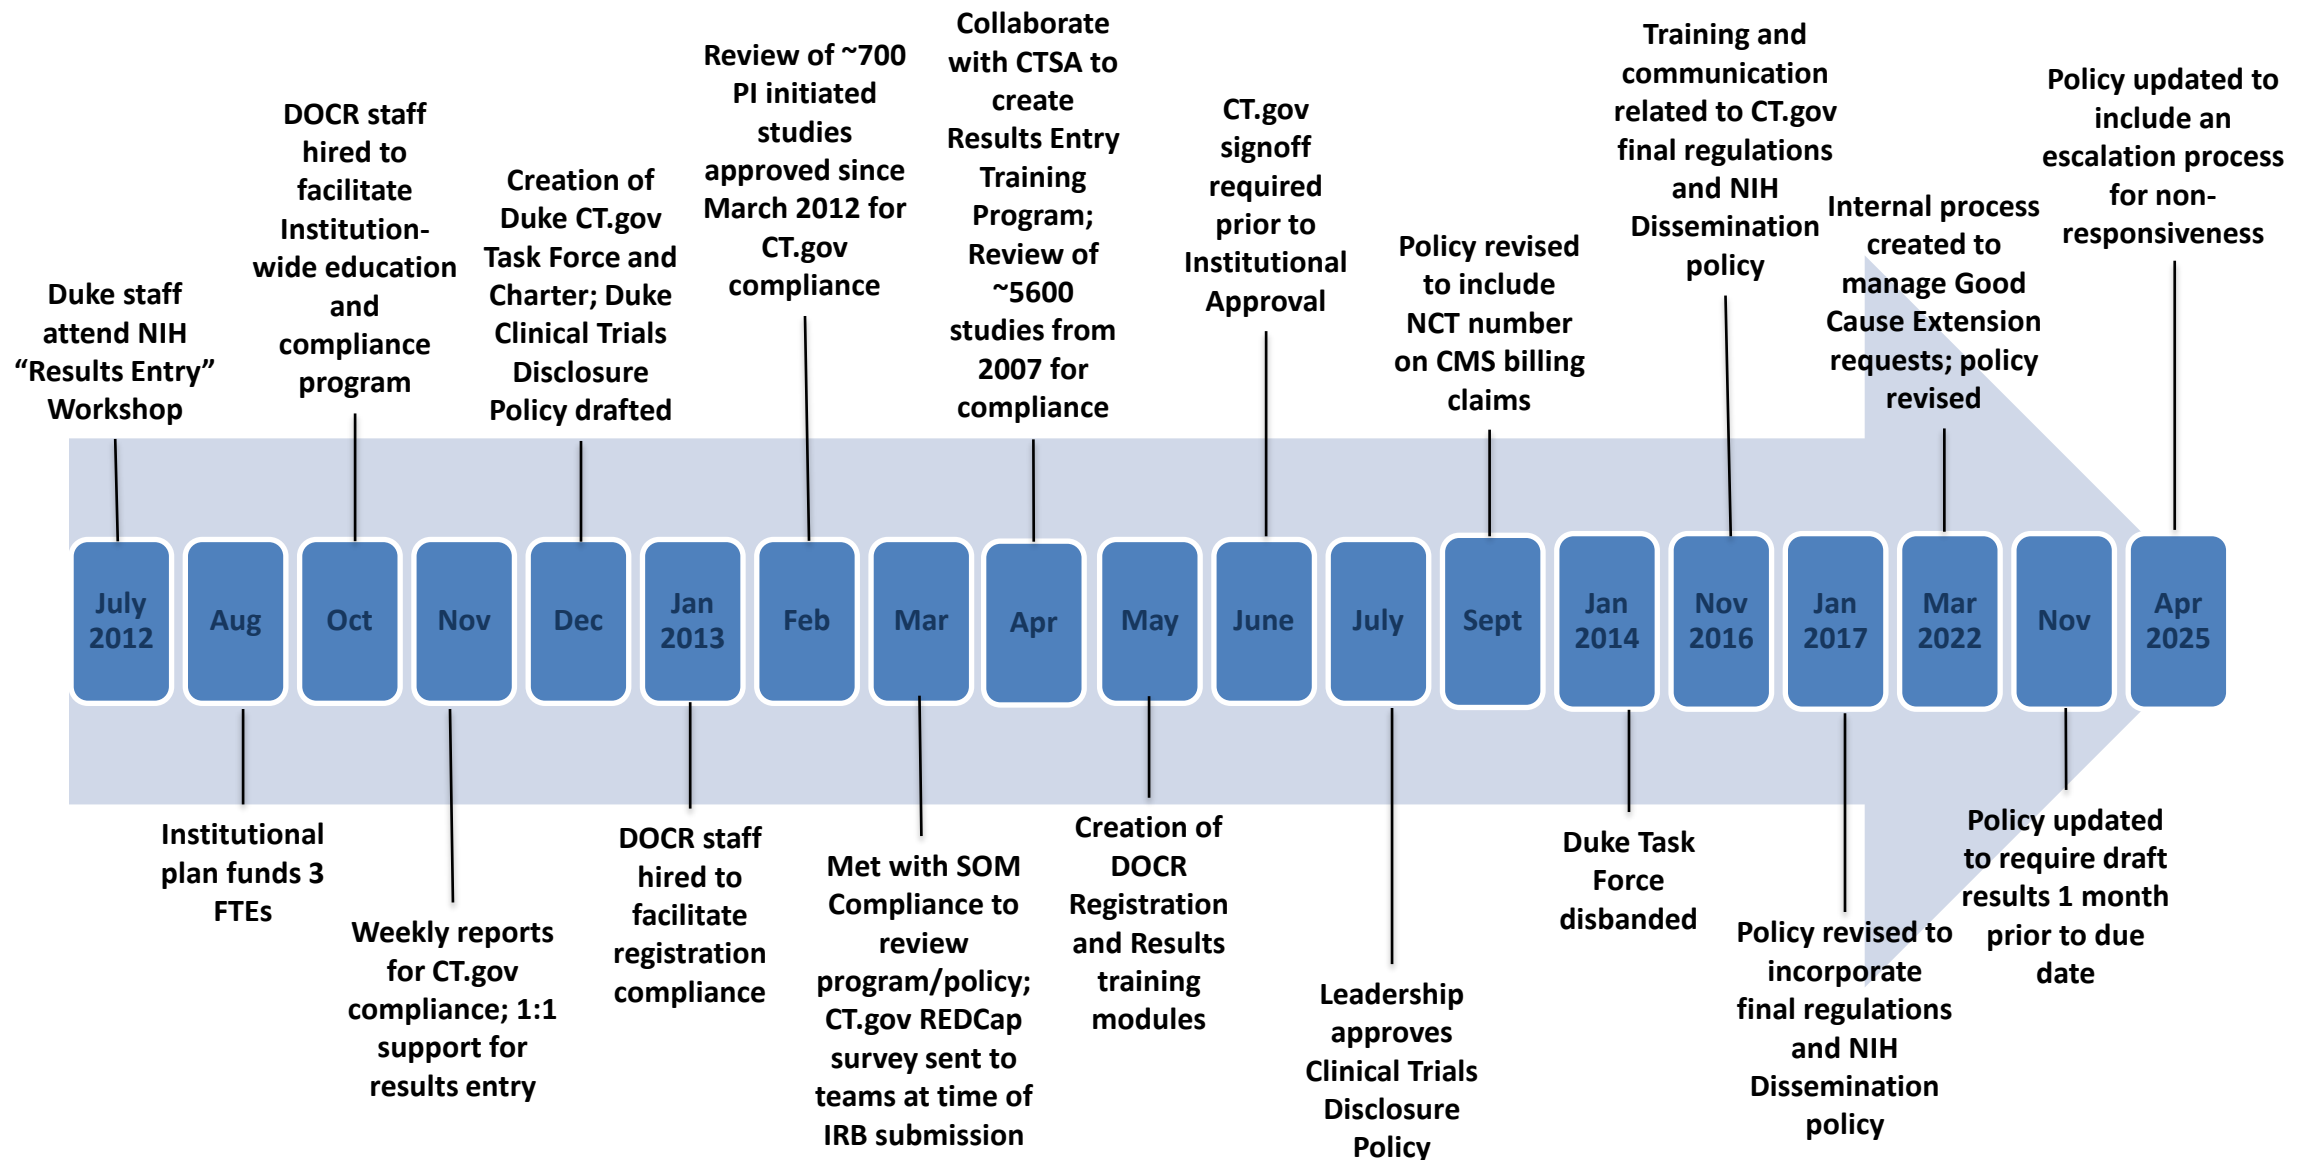 Duke staff
attend NIH
“Results Entry”
Workshop
DOCR staff
hired to
facilitate
Institution-
wide education
and
compliance
program
Creation of
Duke CT.gov
Task Force and
Charter; Duke
Clinical Trials
Disclosure
Policy drafted
Review of ~700
PI initiated
studies
approved since
March 2012 for
CT.gov
compliance
Collaborate
with CTSA to
create
Results Entry
Training
Program;
Review of
~5600
studies from
2007 for
compliance
CT.gov
signoff
required
prior to
Institutional
Approval
Policy revised
to include
NCT number
on CMS billing
claims
Training and
communication
related to CT.gov
final regulations
and NIH
Dissemination
policy
Internal process
created to
manage Good
Cause Extension
requests; policy
revised
Policy updated to
include an
escalation process
for non-
responsiveness
July
2012
Aug
Oct
Nov
Dec
Jan
2013
Feb
Mar
Apr
May
June
July
Sept
Jan
2014
Nov
2016
Jan
2017
Mar
2022
Nov
Apr
2025
Institutional
plan funds 3
FTEs
Weekly reports
for CT.gov
compliance; 1:1
support for
results entry
DOCR staff
hired to
facilitate
registration
compliance
Met with SOM
Compliance to
review
program/policy;
CT.gov REDCap
survey sent to
teams at time of
IRB submission
Creation of
DOCR
Registration
and Results
training
modules
Leadership
approves
Clinical Trials
Disclosure
Policy
Duke Task
Force
disbanded
Policy revised to
incorporate
final regulations
and NIH
Dissemination
policy
Policy updated
to require draft
results 1 month
prior to due
date